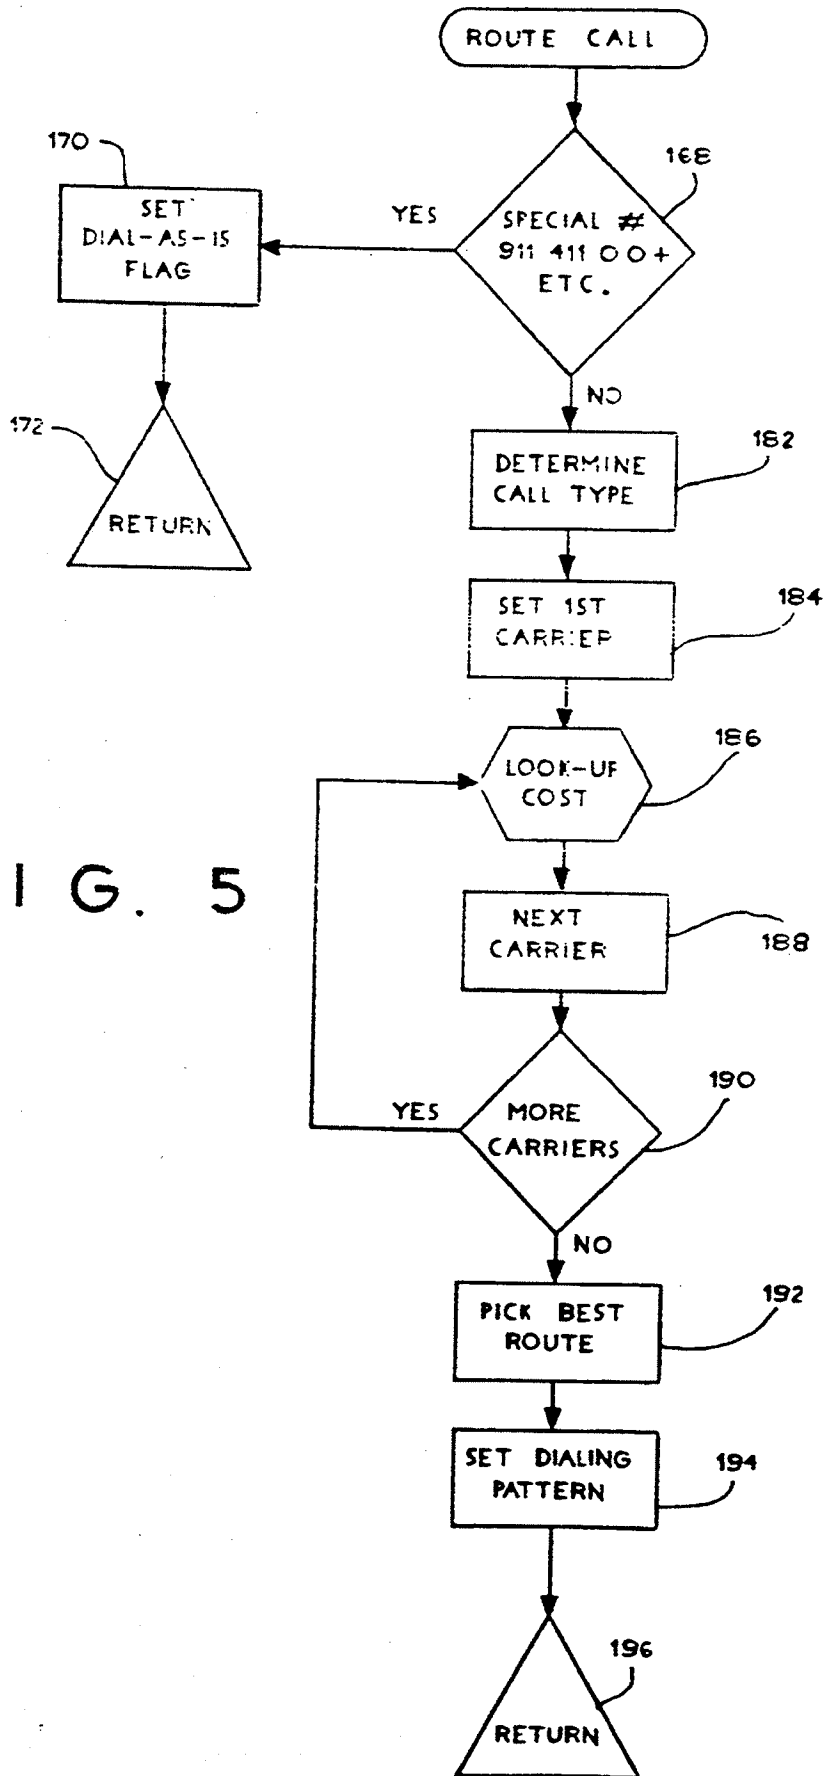 ROUTE CALL
170
168
SET
DIAL-AS-IS
FLAG
YES
SPECIAL #
911 411 0 0+
ETC.
172
RETURN
NO
DETERMINE
CALL TYPE
182
SET 1ST
CARRIER
184
LOOK-UP
COST
186
I G. 5
NEXT
CARRIER
188
YES
MORE
CARRIERS
190
NO
PICK BEST
ROUTE
192
SET DIALING
PATTERN
194
196
RETURN